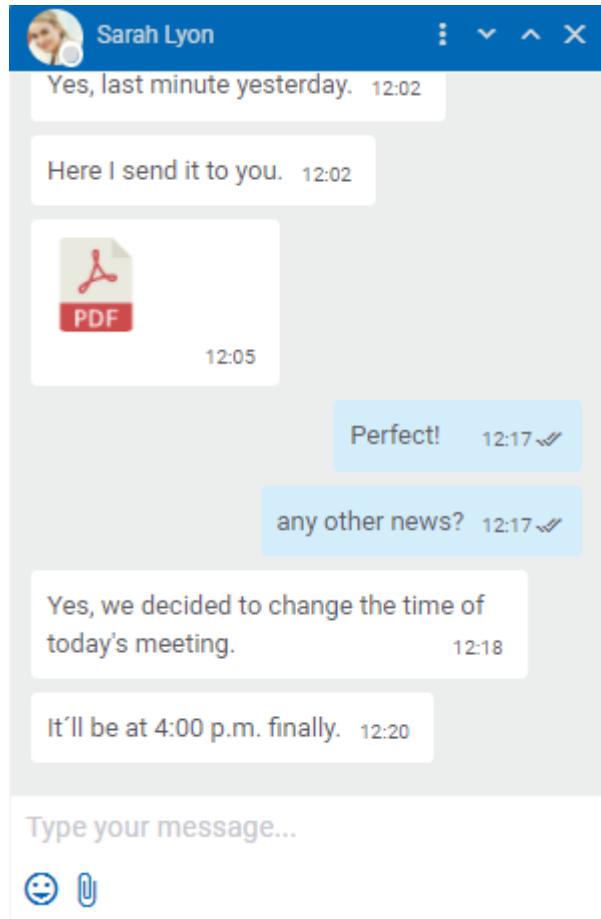 Sarah Lyon
Yes, last minute yesterday. 12:02
Here I send it to you. 12:02
PDF
12:05
Perfect! 12:17
any other news? 12:17
Yes, we decided to change the time of
today's meeting. 12:18
It´ll be at 4:00 p.m. finally. 12:20
Type your message...